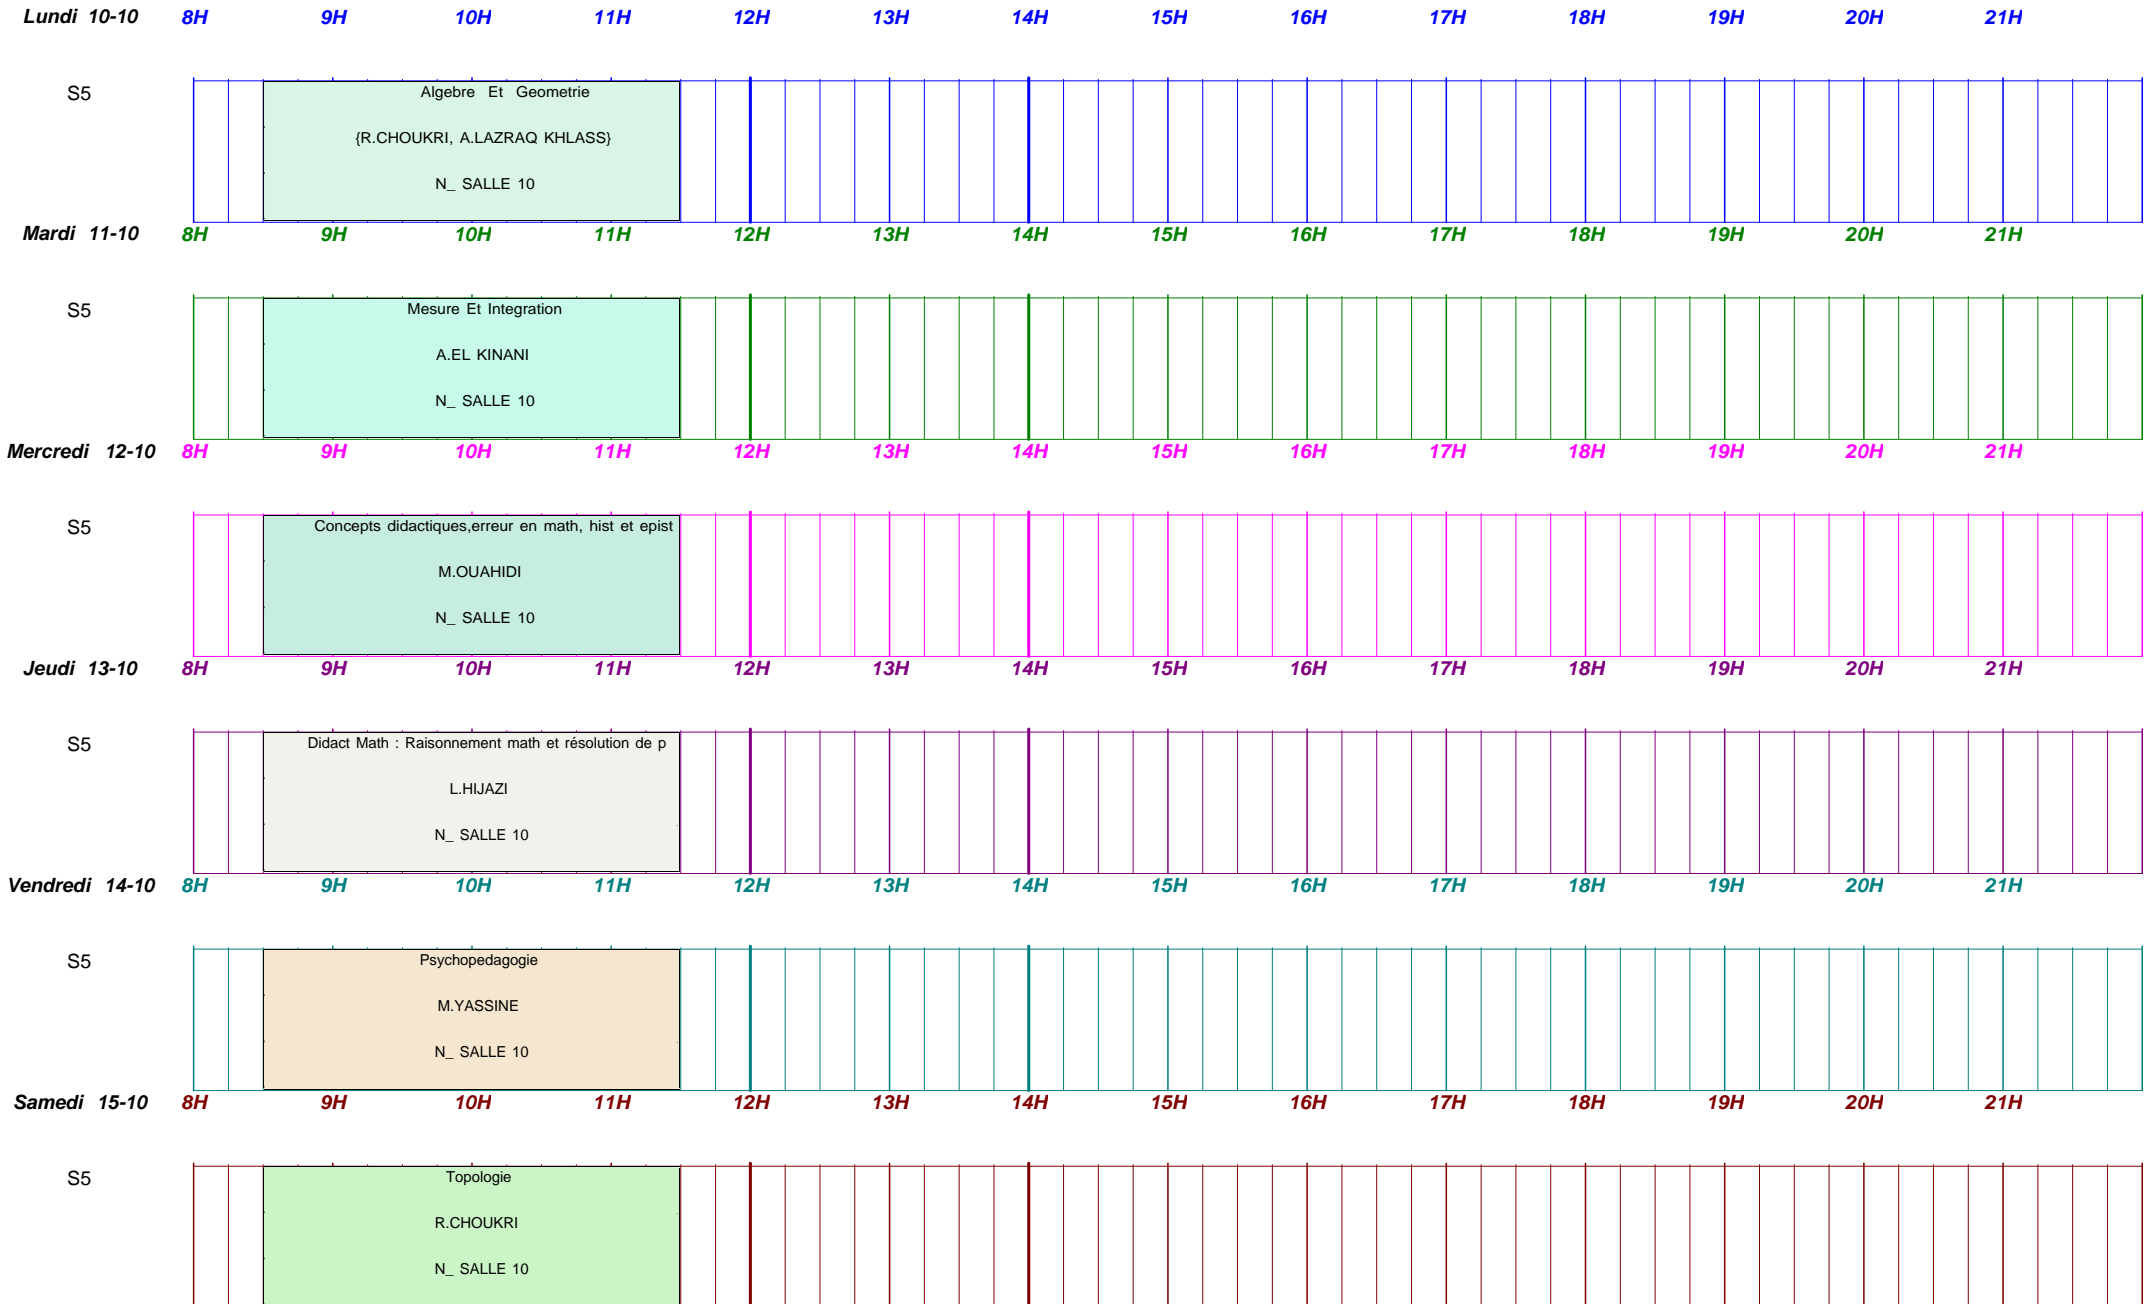 Lundi 10-10 8H 9H 10H 11H 12H 13H 14H 15H 16H 17H 18H 19H 20H 21H
S5
Algebre Et Geometrie
{R.CHOUKRI, A.LAZRAQ KHLASS}
N_ SALLE 10
Mardi 11-10 8H 9H 10H 11H 12H 13H 14H 15H 16H 17H 18H 19H 20H 21H
S5
Mesure Et Integration
A.EL KINANI
N_ SALLE 10
Mercredi 12-10 8H 9H 10H 11H 12H 13H 14H 15H 16H 17H 18H 19H 20H 21H
S5
Concepts didactiques,erreur en math, hist et epist
M.OUAHIDI
N_ SALLE 10
Jeudi 13-10 8H 9H 10H 11H 12H 13H 14H 15H 16H 17H 18H 19H 20H 21H
S5
Didact Math : Raisonnement math et résolution de p
L.HIJAZI
N_ SALLE 10
Vendredi 14-10 8H 9H 10H 11H 12H 13H 14H 15H 16H 17H 18H 19H 20H 21H
S5
Psychopedagogie
M.YASSINE
N_ SALLE 10
Samedi 15-10 8H 9H 10H 11H 12H 13H 14H 15H 16H 17H 18H 19H 20H 21H
S5
Topologie
R.CHOUKRI
N_ SALLE 10